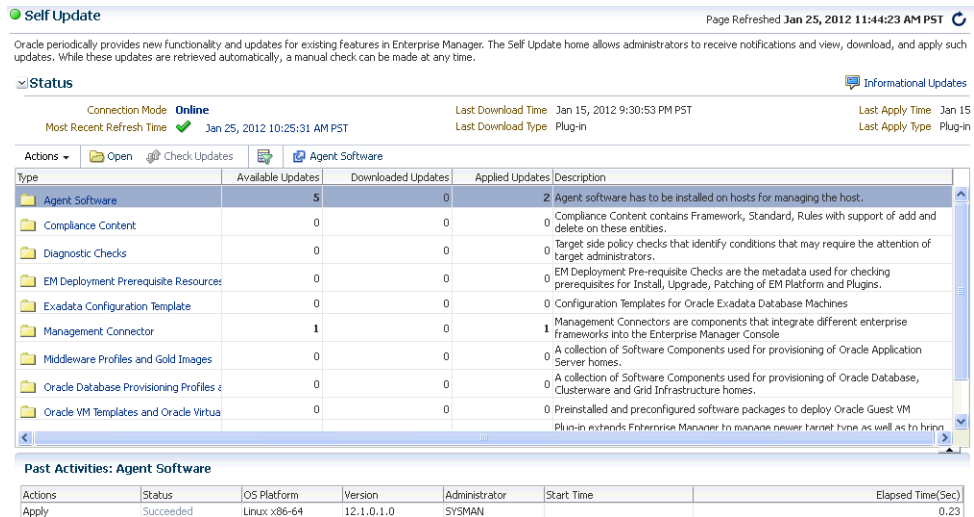 Self Update
Page Refreshed Jan 25, 2012 11:44:23 AM PST
Oracle periodically provides new functionality and updates for existing features in Enterprise Manager. The Self Update home allows administrators to receive notifications and view, download, and apply such
updates. While these updates are retrieved automatically, a manual check can be made at any time.
Status
Informational Updates
Connection Mode Online
Last Download Time Jan 15, 2012 9:30:53 PM PST
Last Apply Time Jan 15
Most Recent Refresh Time Jan 25, 2012 10:25:31 AM PST
Last Download Type Plug-in
Last Apply Type Plug-in
Actions Open Check Updates Agent Software
Type Available Updates Downloaded Updates Applied Updates Description
Agent Software 5 0 2 Agent software has to be installed on hosts for managing the host.
Compliance Content 0 0 0 Compliance Content contains Framework, Standard, Rules with support of add and
delete on these entities.
Diagnostic Checks 0 0 0 Target side policy checks that identify conditions that may require the attention of
target administrators.
EM Deployment Prerequisite Resources 0 0 0 EM Deployment Pre-requisite Checks are the metadata used for checking
prerequisites for Install, Upgrade, Patching of EM Platform and Plugins.
Exadata Configuration Template 0 0 0 Configuration Templates for Oracle Exadata Database Machines
Management Connector 1 0 1 Management Connectors are components that integrate different enterprise
frameworks into the Enterprise Manager Console
Middleware Profiles and Gold Images 0 0 0 A collection of Software Components used for provisioning of Oracle Application
Server homes.
Oracle Database Provisioning Profiles a 0 0 0 A collection of Software Components used for provisioning of Oracle Database,
Clusterware and Grid Infrastructure homes.
Oracle VM Templates and Oracle Virtua 0 0 0 Preinstalled and preconfigured software packages to deploy Oracle Guest VM
Plug-in extends Enterprise Manager to manage newer target type as well as to bring
Past Activities: Agent Software
Actions Status OS Platform Version Administrator Start Time Elapsed Time(Sec)
Apply Succeeded Linux x86-64 12.1.0.1.0 SYSMAN 0.23